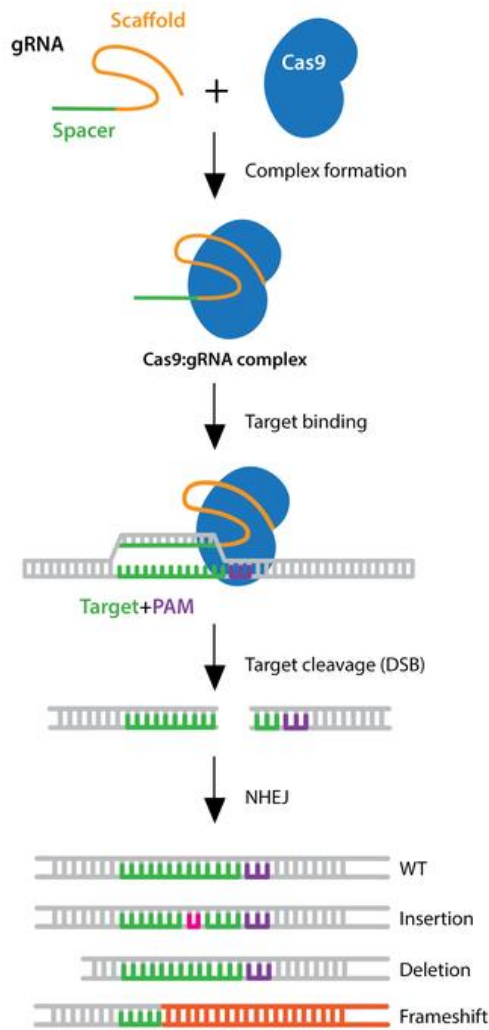 Scaffold
gRNA
Cas9
+
Spacer
Complex formation
Cas9:gRNA complex
Target binding
Target+PAM
Target cleavage (DSB)
NHEJ
WT
Insertion
Deletion
Frameshift